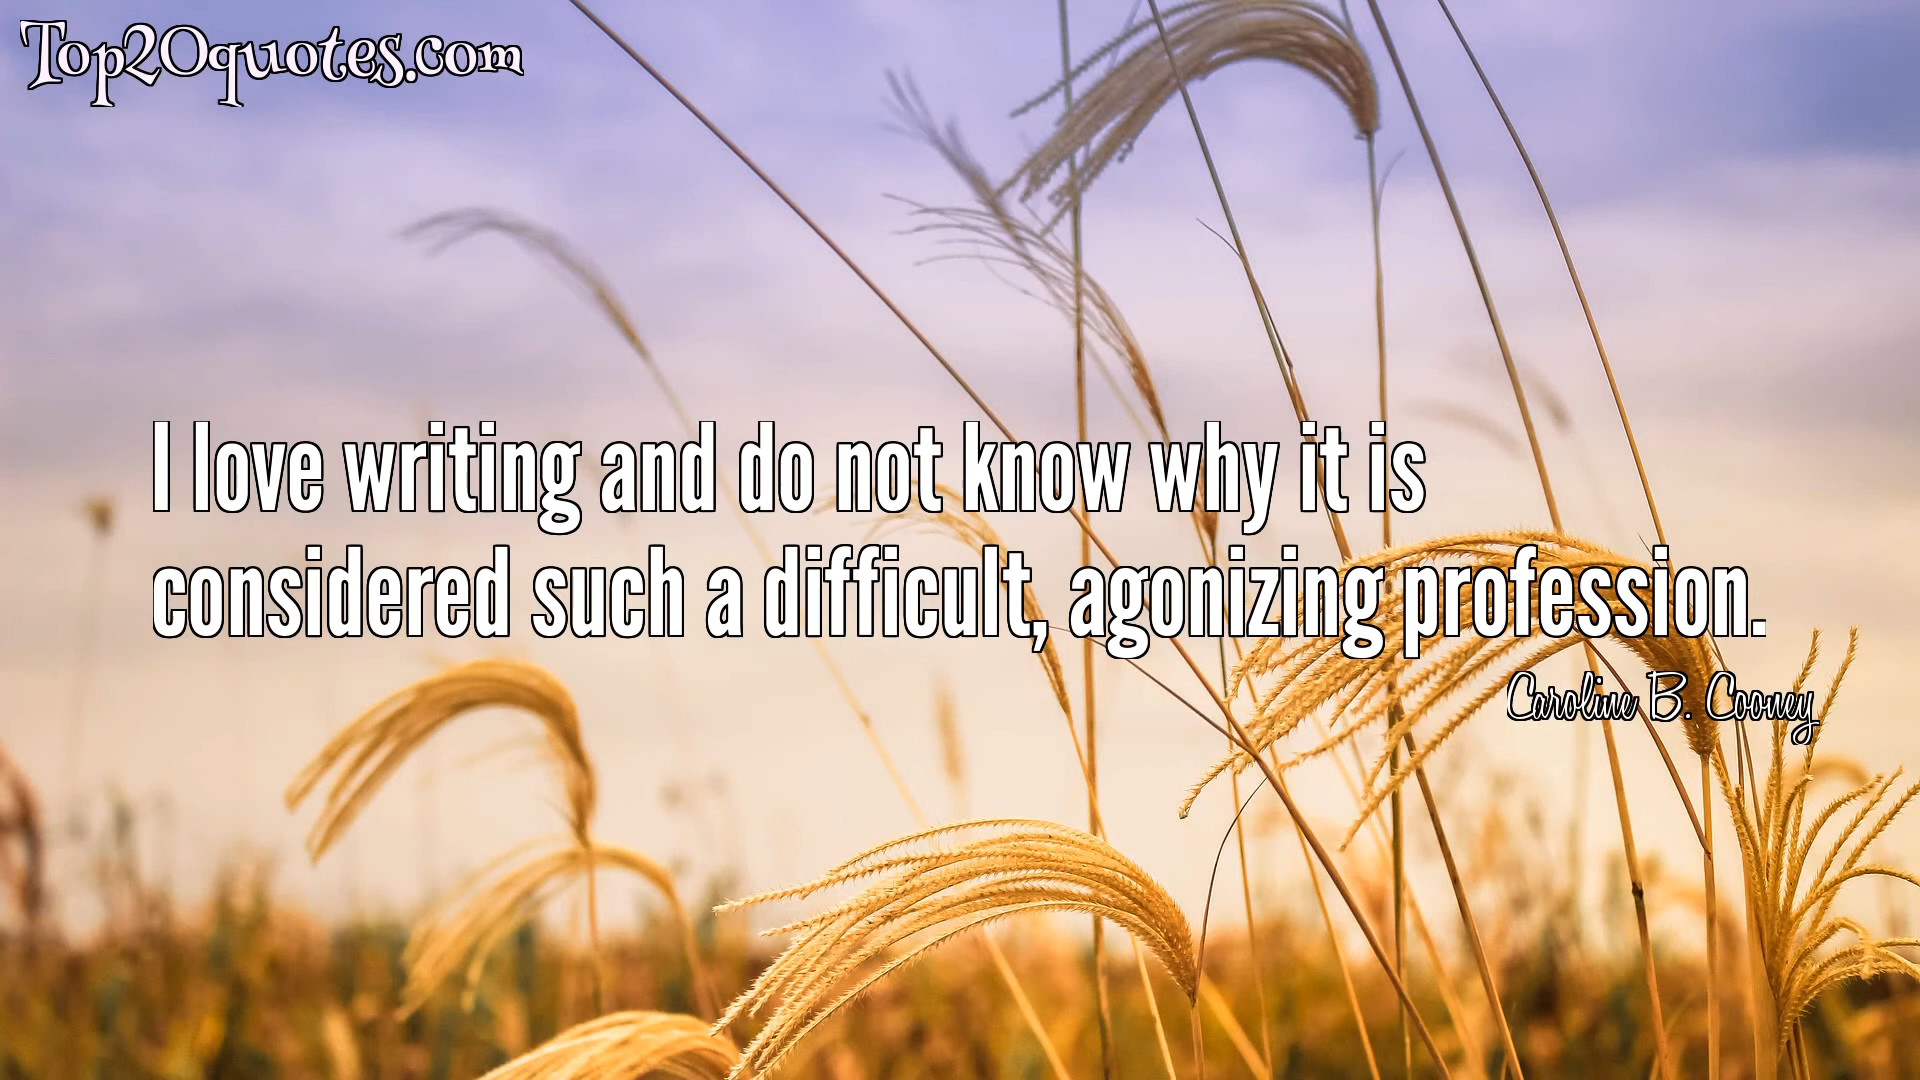 Top20quotes.com
I love writing and do not know why it is
considered such a difficult, agonizing profession.
Caroline B. Cooney